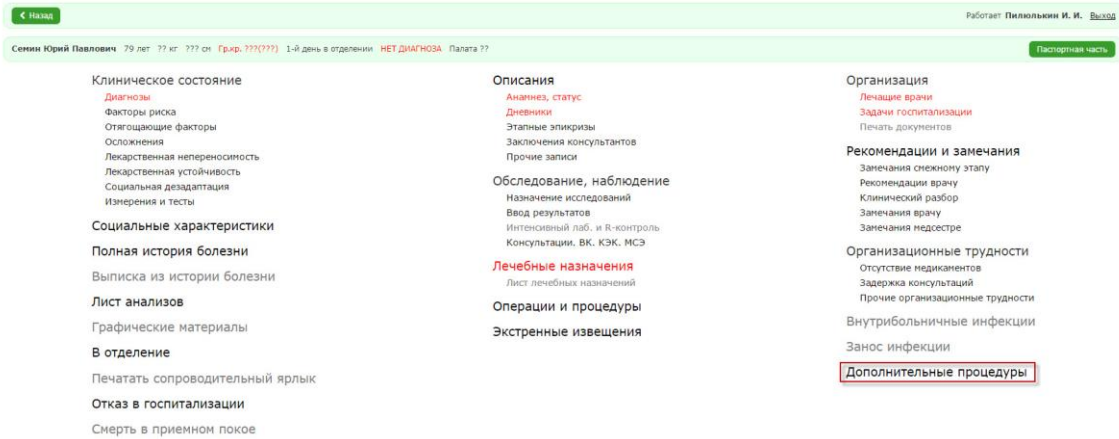 Назад
Работает Пилюлькин И. И. Выход
Семин Юрий Павлович 79 лет ?? кг ??? см Гр.кр. ???(???) 1-й день в отделении НЕТ ДИАГНОЗА Палата ??
Паспортная часть
Клиническое состояние
Диагнозы
Факторы риска
Отягощающие факторы
Осложнения
Лекарственная непереносимость
Лекарственная устойчивость
Социальная дезадаптация
Измерения и тесты
Социальные характеристики
Полная история болезни
Выписка из истории болезни
Лист анализов
Графические материалы
В отделение
Печатать сопроводительный ярлык
Отказ в госпитализации
Смерть в приемном покое
Описания
Анамнез, статус
Дневники
Этапные эпикризы
Заключения консультантов
Прочие записи
Обследование, наблюдение
Назначение исследований
Ввод результатов
Интенсивный лаб. и R-контроль
Консультации. ВК. КЭК. МСЭ
Лечебные назначения
Лист лечебных назначений
Операции и процедуры
Экстренные извещения
Организация
Лечащие врачи
Задачи госпитализации
Печать документов
Рекомендации и замечания
Замечания смежному этапу
Рекомендации врачу
Клинический разбор
Замечания врачу
Замечания медсестре
Организационные трудности
Отсутствие медикаментов
Задержка консультаций
Прочие организационные трудности
Внутрибольничные инфекции
Занос инфекции
Дополнительные процедуры